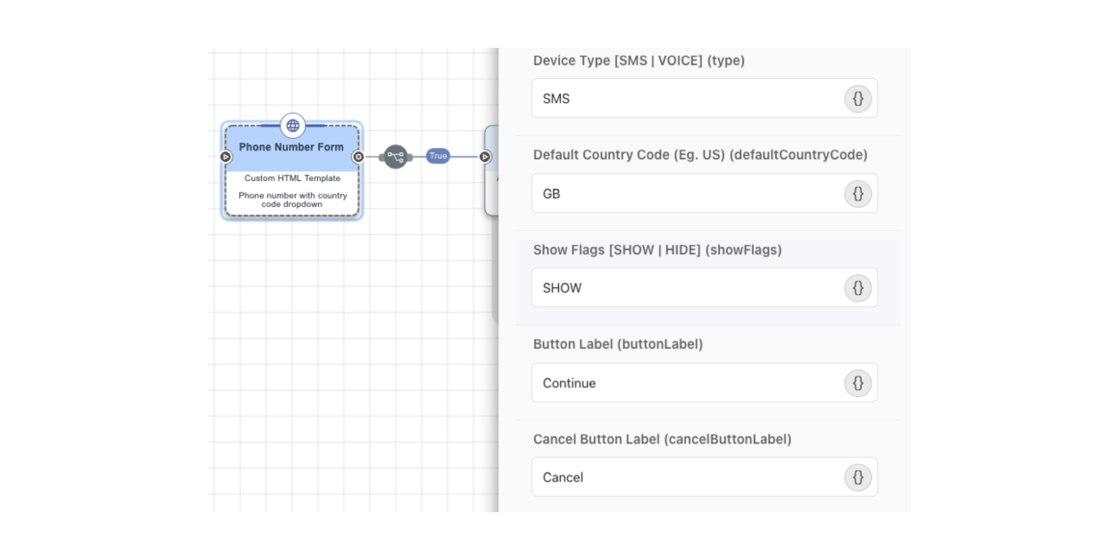 Phone Number Form
Custom HTML Template
Phone number with country
code dropdown
True
Device Type [SMS | VOICE] (type)
SMS
{}
Default Country Code (Eg. US) (defaultCountryCode)
GB
{}
Show Flags [SHOW | HIDE] (showFlags)
SHOW
{}
Button Label (buttonLabel)
Continue
{}
Cancel Button Label (cancelButtonLabel)
Cancel
{}